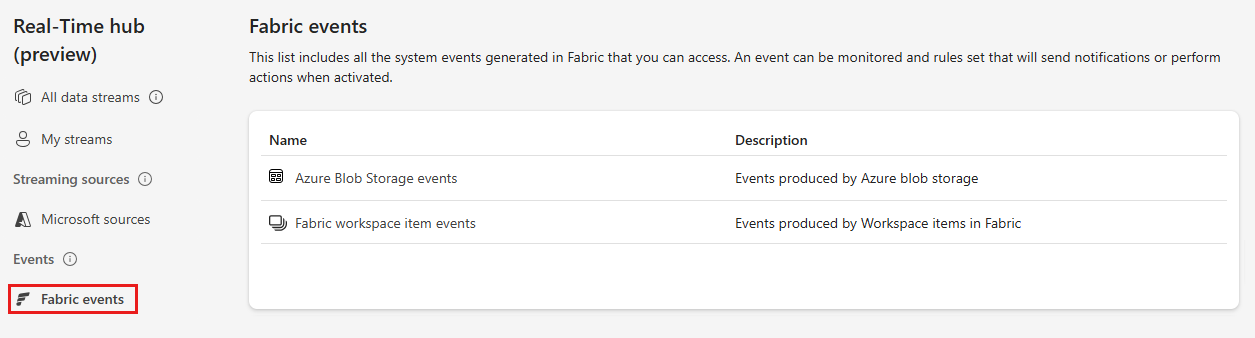 Real-Time hub
(preview)
All data streams
My streams
Streaming sources
Microsoft sources
Events
Fabric events
Fabric events
This list includes all the system events generated in Fabric that you can access. An event can be monitored and rules set that will send notifications or perform
actions when activated.
Name Description
Azure Blob Storage events Events produced by Azure blob storage
Fabric workspace item events Events produced by Workspace items in Fabric